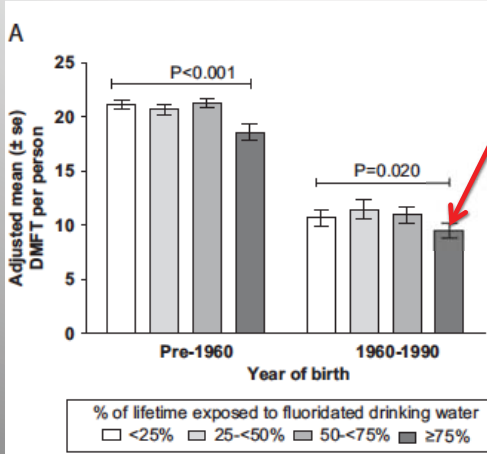 A
25
20
15
10
5
0
Adjusted mean (± se)
DMFT per person
P<0.001
P=0.020
Pre-1960
1960-1990
Year of birth
% of lifetime exposed to fluoridated drinking water
<25% 25-<50% 50-<75% ≥75%